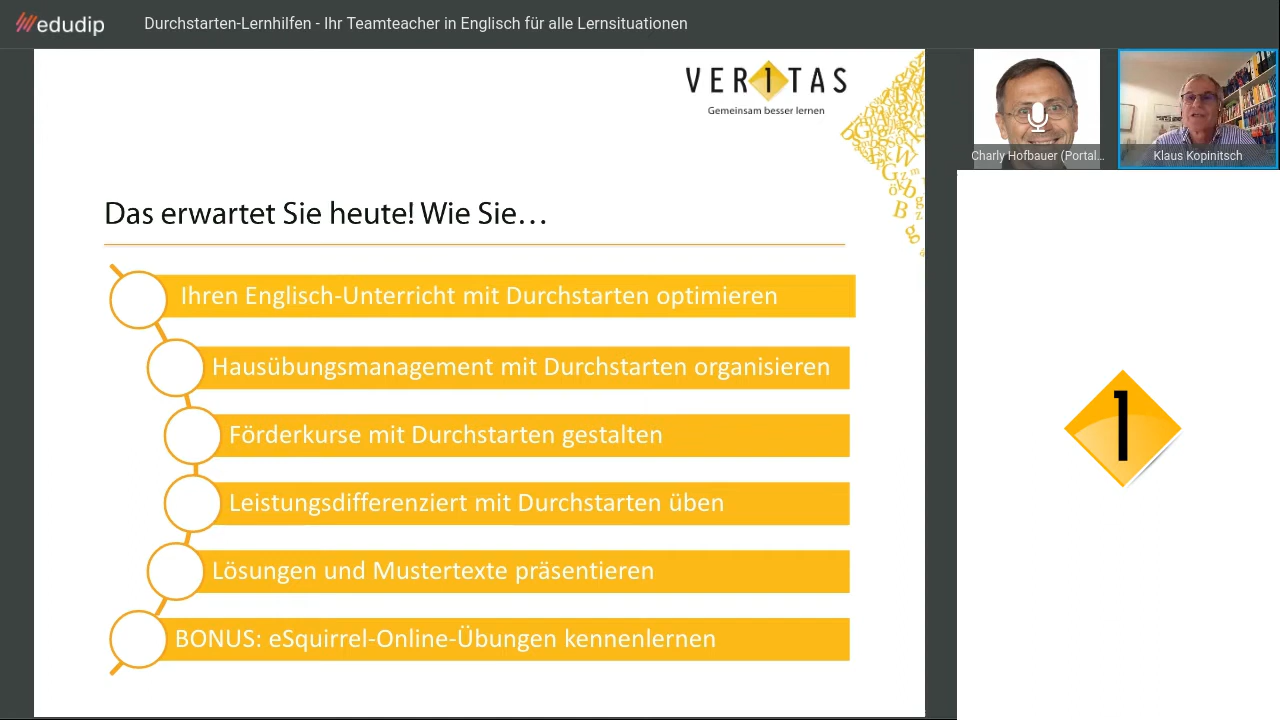 edudip
Durchstarten-Lernhilfen - Ihr Teamteacher in Englisch für alle Lernsituationen
VER1TAS
Gemeinsam besser lernen
Charly Hofbauer (Portal...
Klaus Kopinitsch
Das erwartet Sie heute! Wie Sie…
Ihren Englisch-Unterricht mit Durchstarten optimieren
Hausübungsmanagement mit Durchstarten organisieren
Förderkurse mit Durchstarten gestalten
Leistungsdifferenziert mit Durchstarten üben
Lösungen und Mustertexte präsentieren
BONUS: eSquirrel-Online-Übungen kennenlernen
1